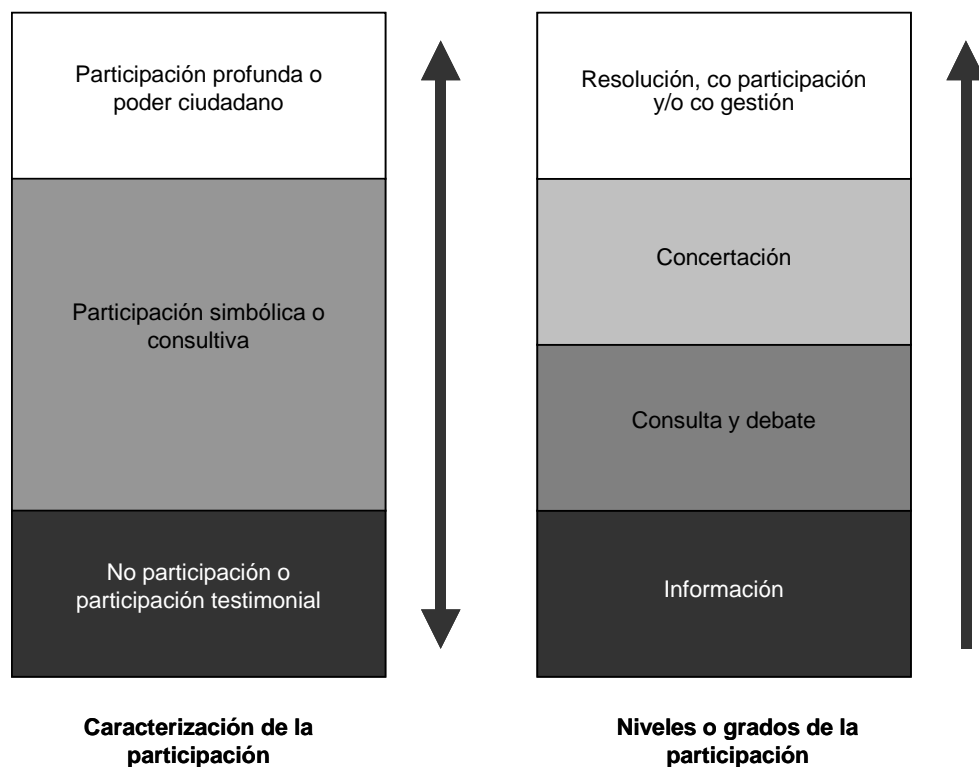 Participación profunda o
poder ciudadano
Participación simbólica o
consultiva
No participación o
participación testimonial
Caracterización de la
participación
Resolución, co participación
y/o co gestión
Concertación
Consulta y debate
Información
Niveles o grados de la
participación